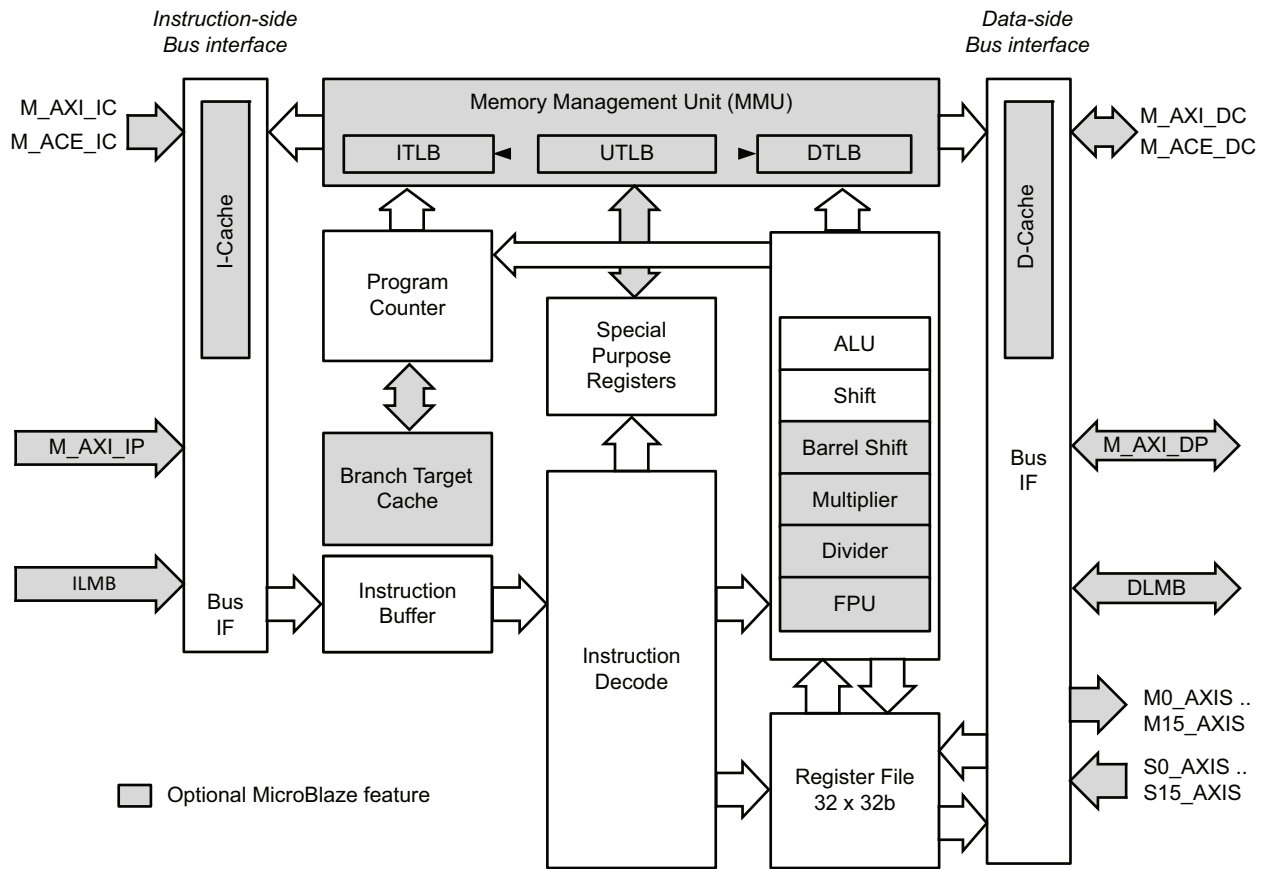 Instruction-side
Bus interface
Data-side
Bus interface
M_AXI_IC
M_ACE_IC
I-Cache
Memory Management Unit (MMU)
ITLB
UTLB
DTLB
D-Cache
M_AXI_DC
M_ACE_DC
Program
Counter
Special
Purpose
Registers
ALU
Shift
Barrel Shift
Multiplier
Divider
FPU
M_AXI_IP
Branch Target
Cache
Bus
IF
M_AXI_DP
ILMB
Bus
IF
Instruction
Buffer
Instruction
Decode
DLMB
Register File
32 x 32b
M0_AXIS ..
M15_AXIS
S0_AXIS ..
S15_AXIS
Optional MicroBlaze feature